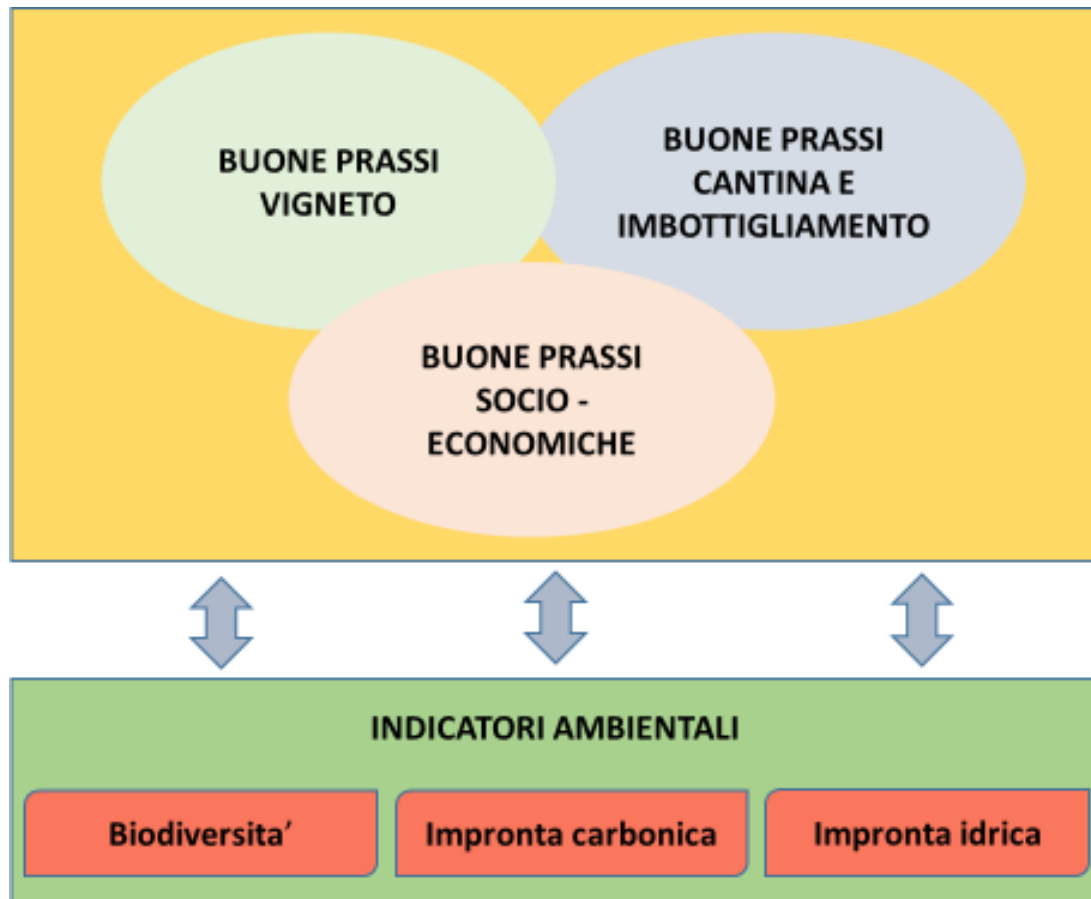 BUONE PRASSI
VIGNETO
BUONE PRASSI
CANTINA E
IMBOTTIGLIAMENTO
BUONE PRASSI
SOCIO -
ECONOMICHE
INDICATORI AMBIENTALI
Biodiversita'
Impronta carbonica
Impronta idrica